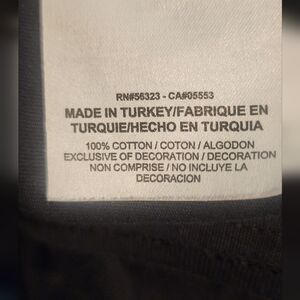 RN#56323 - CA#05553
MADE IN TURKEY/FABRIQUE EN
TURQUIE/HECHO EN TURQUIA
100% COTTON / COTON / ALGODON
EXCLUSIVE OF DECORATION / DECORATION
NON COMPRISE / NO INCLUYE LA
DECORACION